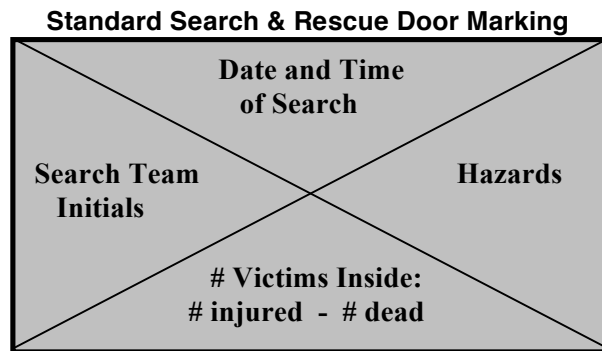 Standard Search & Rescue Door Marking
Date and Time
of Search
Search Team
Initials
Hazards
# Victims Inside:
# injured - # dead